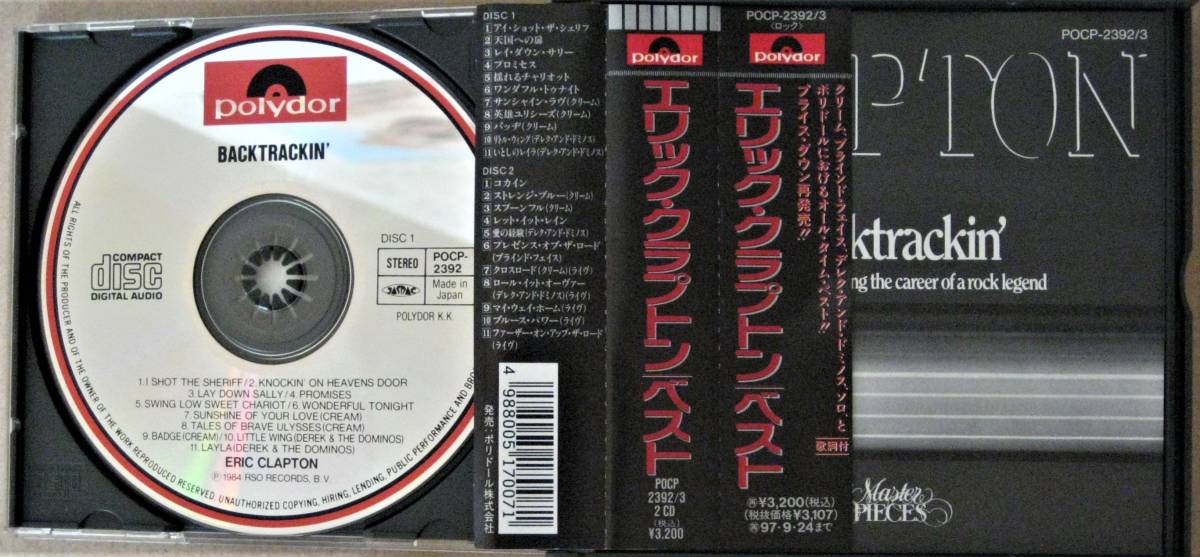 polydor
BACKTRACKIN'
DISC 1
COMPACT
disc
DIGITAL AUDIO
STEREO
POCP-
2392
JASRAC
Made in
Japan
POLYDOR K.K
1.I SHOT THE SHERIFF/2. KNOCKIN' ON HEAVENS DOOR
3.LAY DOWN SALLY/4. PROMISES
5.SWING LOW SWEET CHARIOT/6. WONDERFUL TONIGHT
7.SUNSHINE OF YOUR LOVE(CREAM)
8.TALES OF BRAVE ULYSSES(CREAM)
9.BADGE(CREAM)/10. LITTLE WING(DEREK & THE DOMINOS)
11.LAYLA(DEREK & THE DOMINOS)
ERIC CLAPTON
Ⓟ 1984 RSO RECORDS, B. V.
ALL RIGHTS OF THE PRODUCER AND OF THE OWNER OF THE WORK REPRODUCED RESERVED. UNAUTHORIZED COPYING, HIRING, LENDING, PUBLIC PERFORMANCE AND BRO
DISC 1
1 アイ・ショット・ザ・シェリフ
2 天国への扉
3 レイ・ダウン・サリー
4 プロミセス
5 揺れるチャリオット
6 ワンダフル・トゥナイト
7 サンシャイン・ラヴ(クリーム)
8 英雄ユリシーズ(クリーム)
9 バッヂ(クリーム)
10 リトル・ウィング(デレク・アンド・ドミノス)
11 いとしのレイラ(デレク・アンド・ドミノス)
DISC 2
1 コカイン
2 ストレンジ・ブルー(クリーム)
3 スプーンフル(クリーム)
4 レット・イット・レイン
5 愛の経験(デレク・アンド・ドミノス)
6 プレゼンス・オブ・ザ・ロード
(ブラインド・フェイス)
7 クロスロード(クリーム)(ライヴ)
8 ロール・イット・オーヴァー
(デレク・アンド・ドミノス)(ライヴ)
9 マイ・ウェイ・ホーム(ライヴ)
10 ブルース・パワー(ライヴ)
11 ファーザー・オン・アップ・ザ・ロード
(ライヴ)
4 988005 170071
発売:ポリドール株式会社
polydor
エリック・クラプトン/ベスト
POCP
2392/3
2 CD
(税込)
¥3,200
POCP-2392/3
〈ロック〉
polydor
エリック・クラプトン/ベスト
クリーム、ブラインド・フェイス、デレク・アンド・ドミノス、ソロ、と
ポリドールにおけるオール・タイム・ベスト!!
プライス・ダウン再発売!!
歌詞付
¥3,200(税込)
(税抜価格¥3,107)
97・9・24まで
POCP-2392/3
P'TON
ktrackin'
ng the career of a rock legend
Master
PIECES